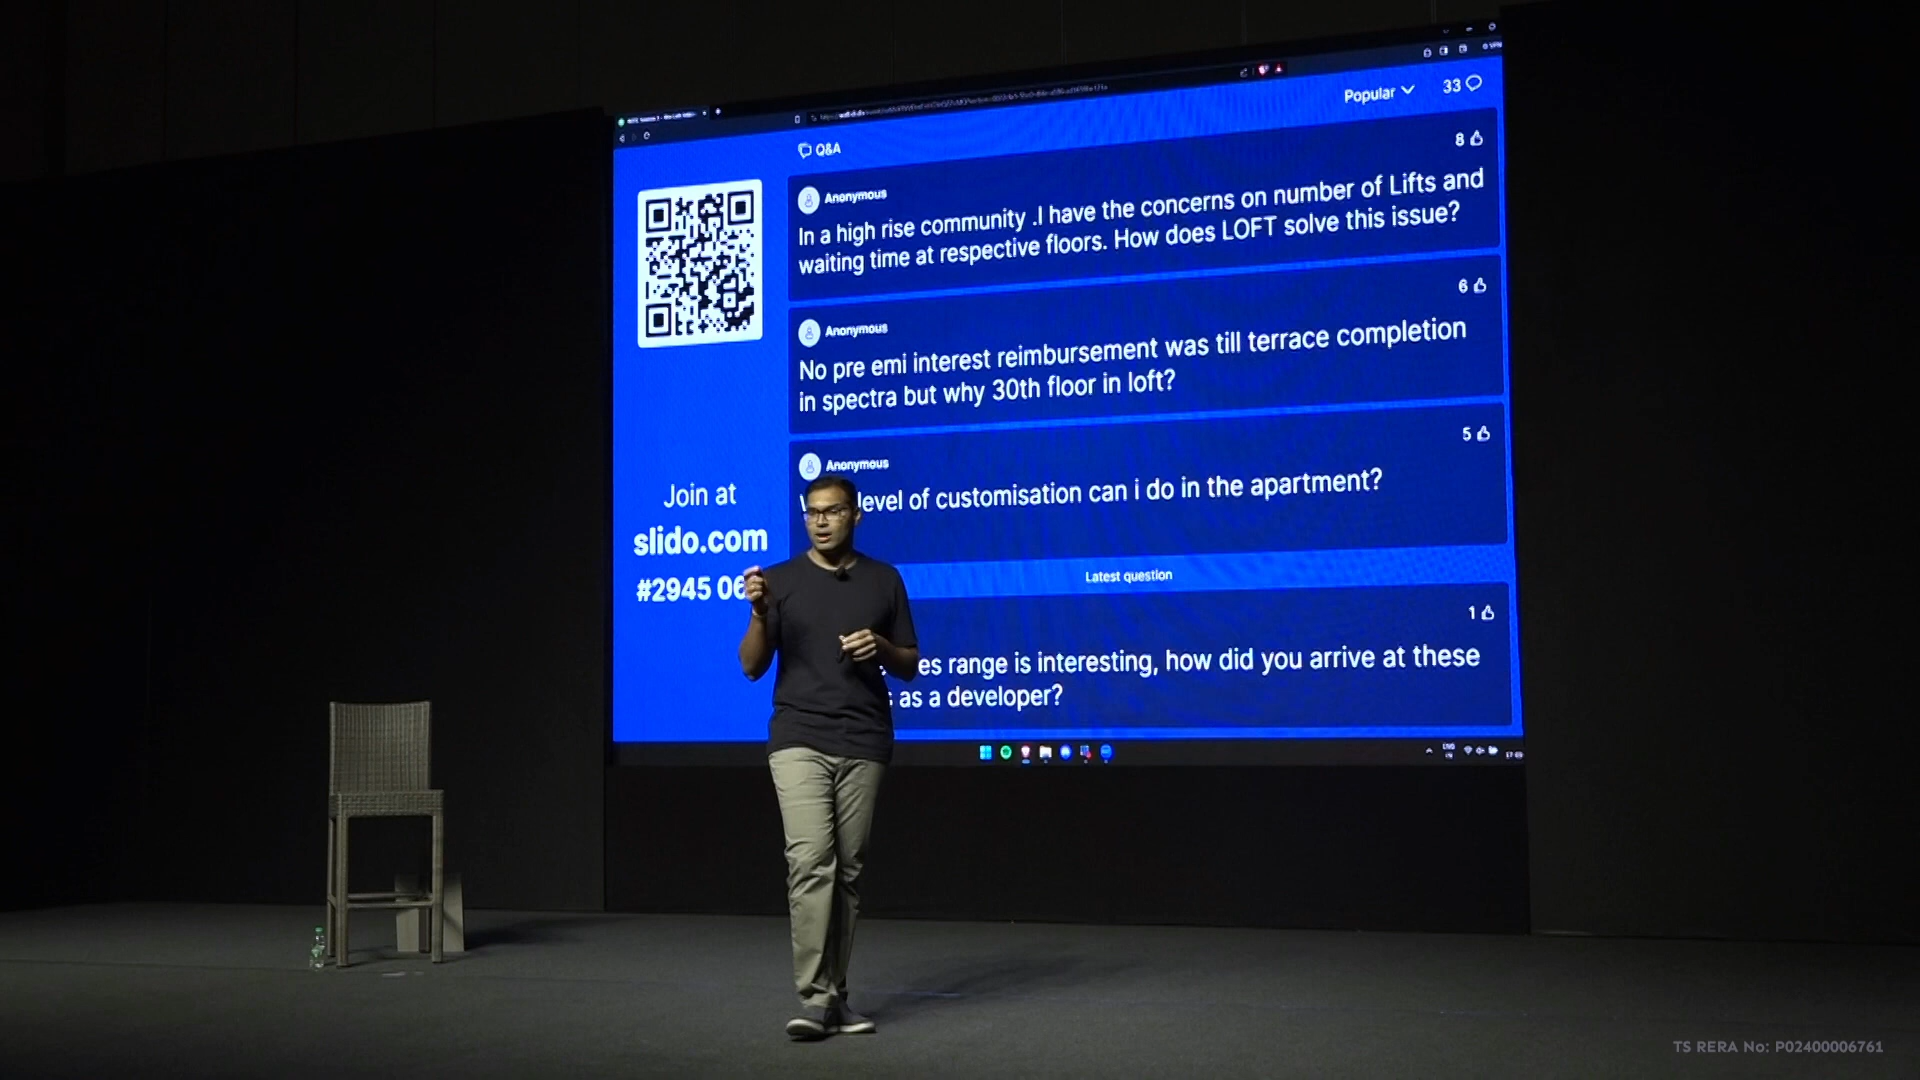 Popular
33
Q&A
8
Anonymous
In a high rise community .I have the concerns on number of Lifts and
waiting time at respective floors. How does LOFT solve this issue?
6
Anonymous
No pre emi interest reimbursement was till terrace completion
in spectra but why 30th floor in loft?
5
Anonymous
level of customisation can i do in the apartment?
Latest question
1
range is interesting, how did you arrive at these
as a developer?
Join at
slido.com
#2945
ENG
TS RERA No: P02400006761